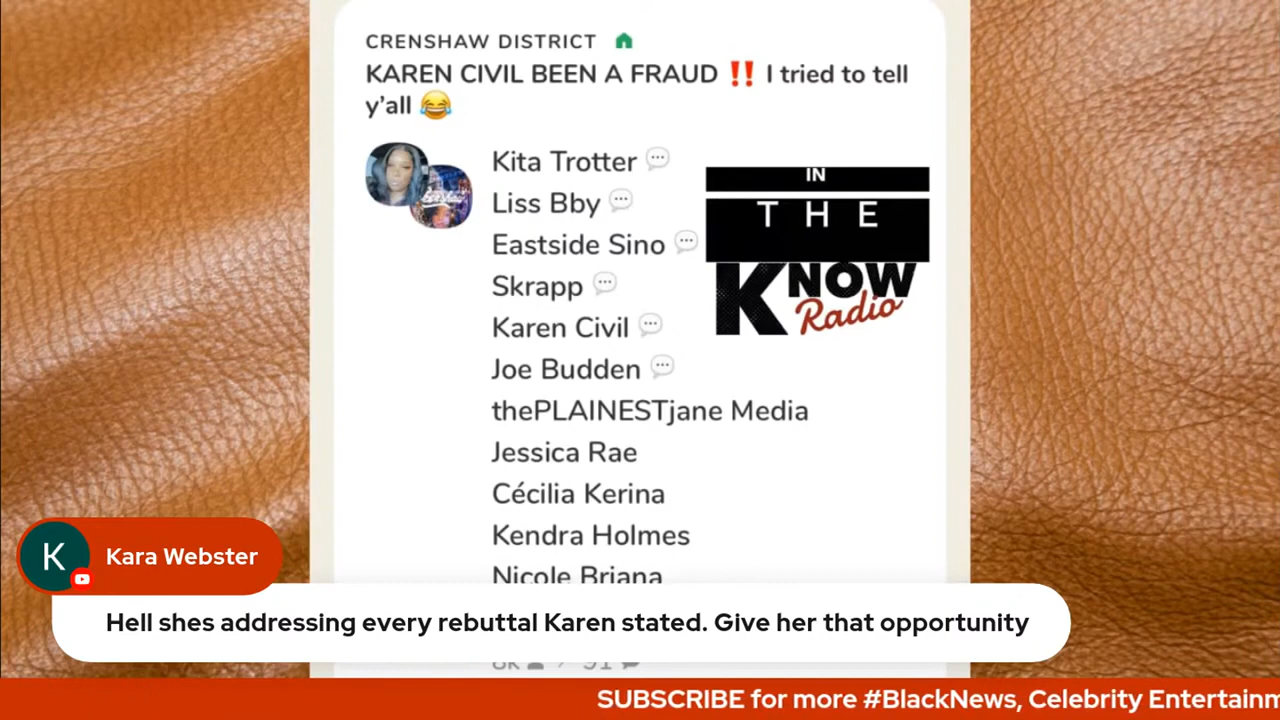 CRENSHAW DISTRICT
KAREN CIVIL BEEN A FRAUD ‼️ I tried to tell
y’all 😂
Kita Trotter
Liss Bby
Eastside Sino
Skrapp
Karen Civil
Joe Budden
thePLAINESTjane Media
Jessica Rae
Cécilia Kerina
Kendra Holmes
Nicole Briana
IN
THE
KNOW
Radio
K Kara Webster
Hell shes addressing every rebuttal Karen stated. Give her that opportunity
SUBSCRIBE for more #BlackNews, Celebrity Entertainm